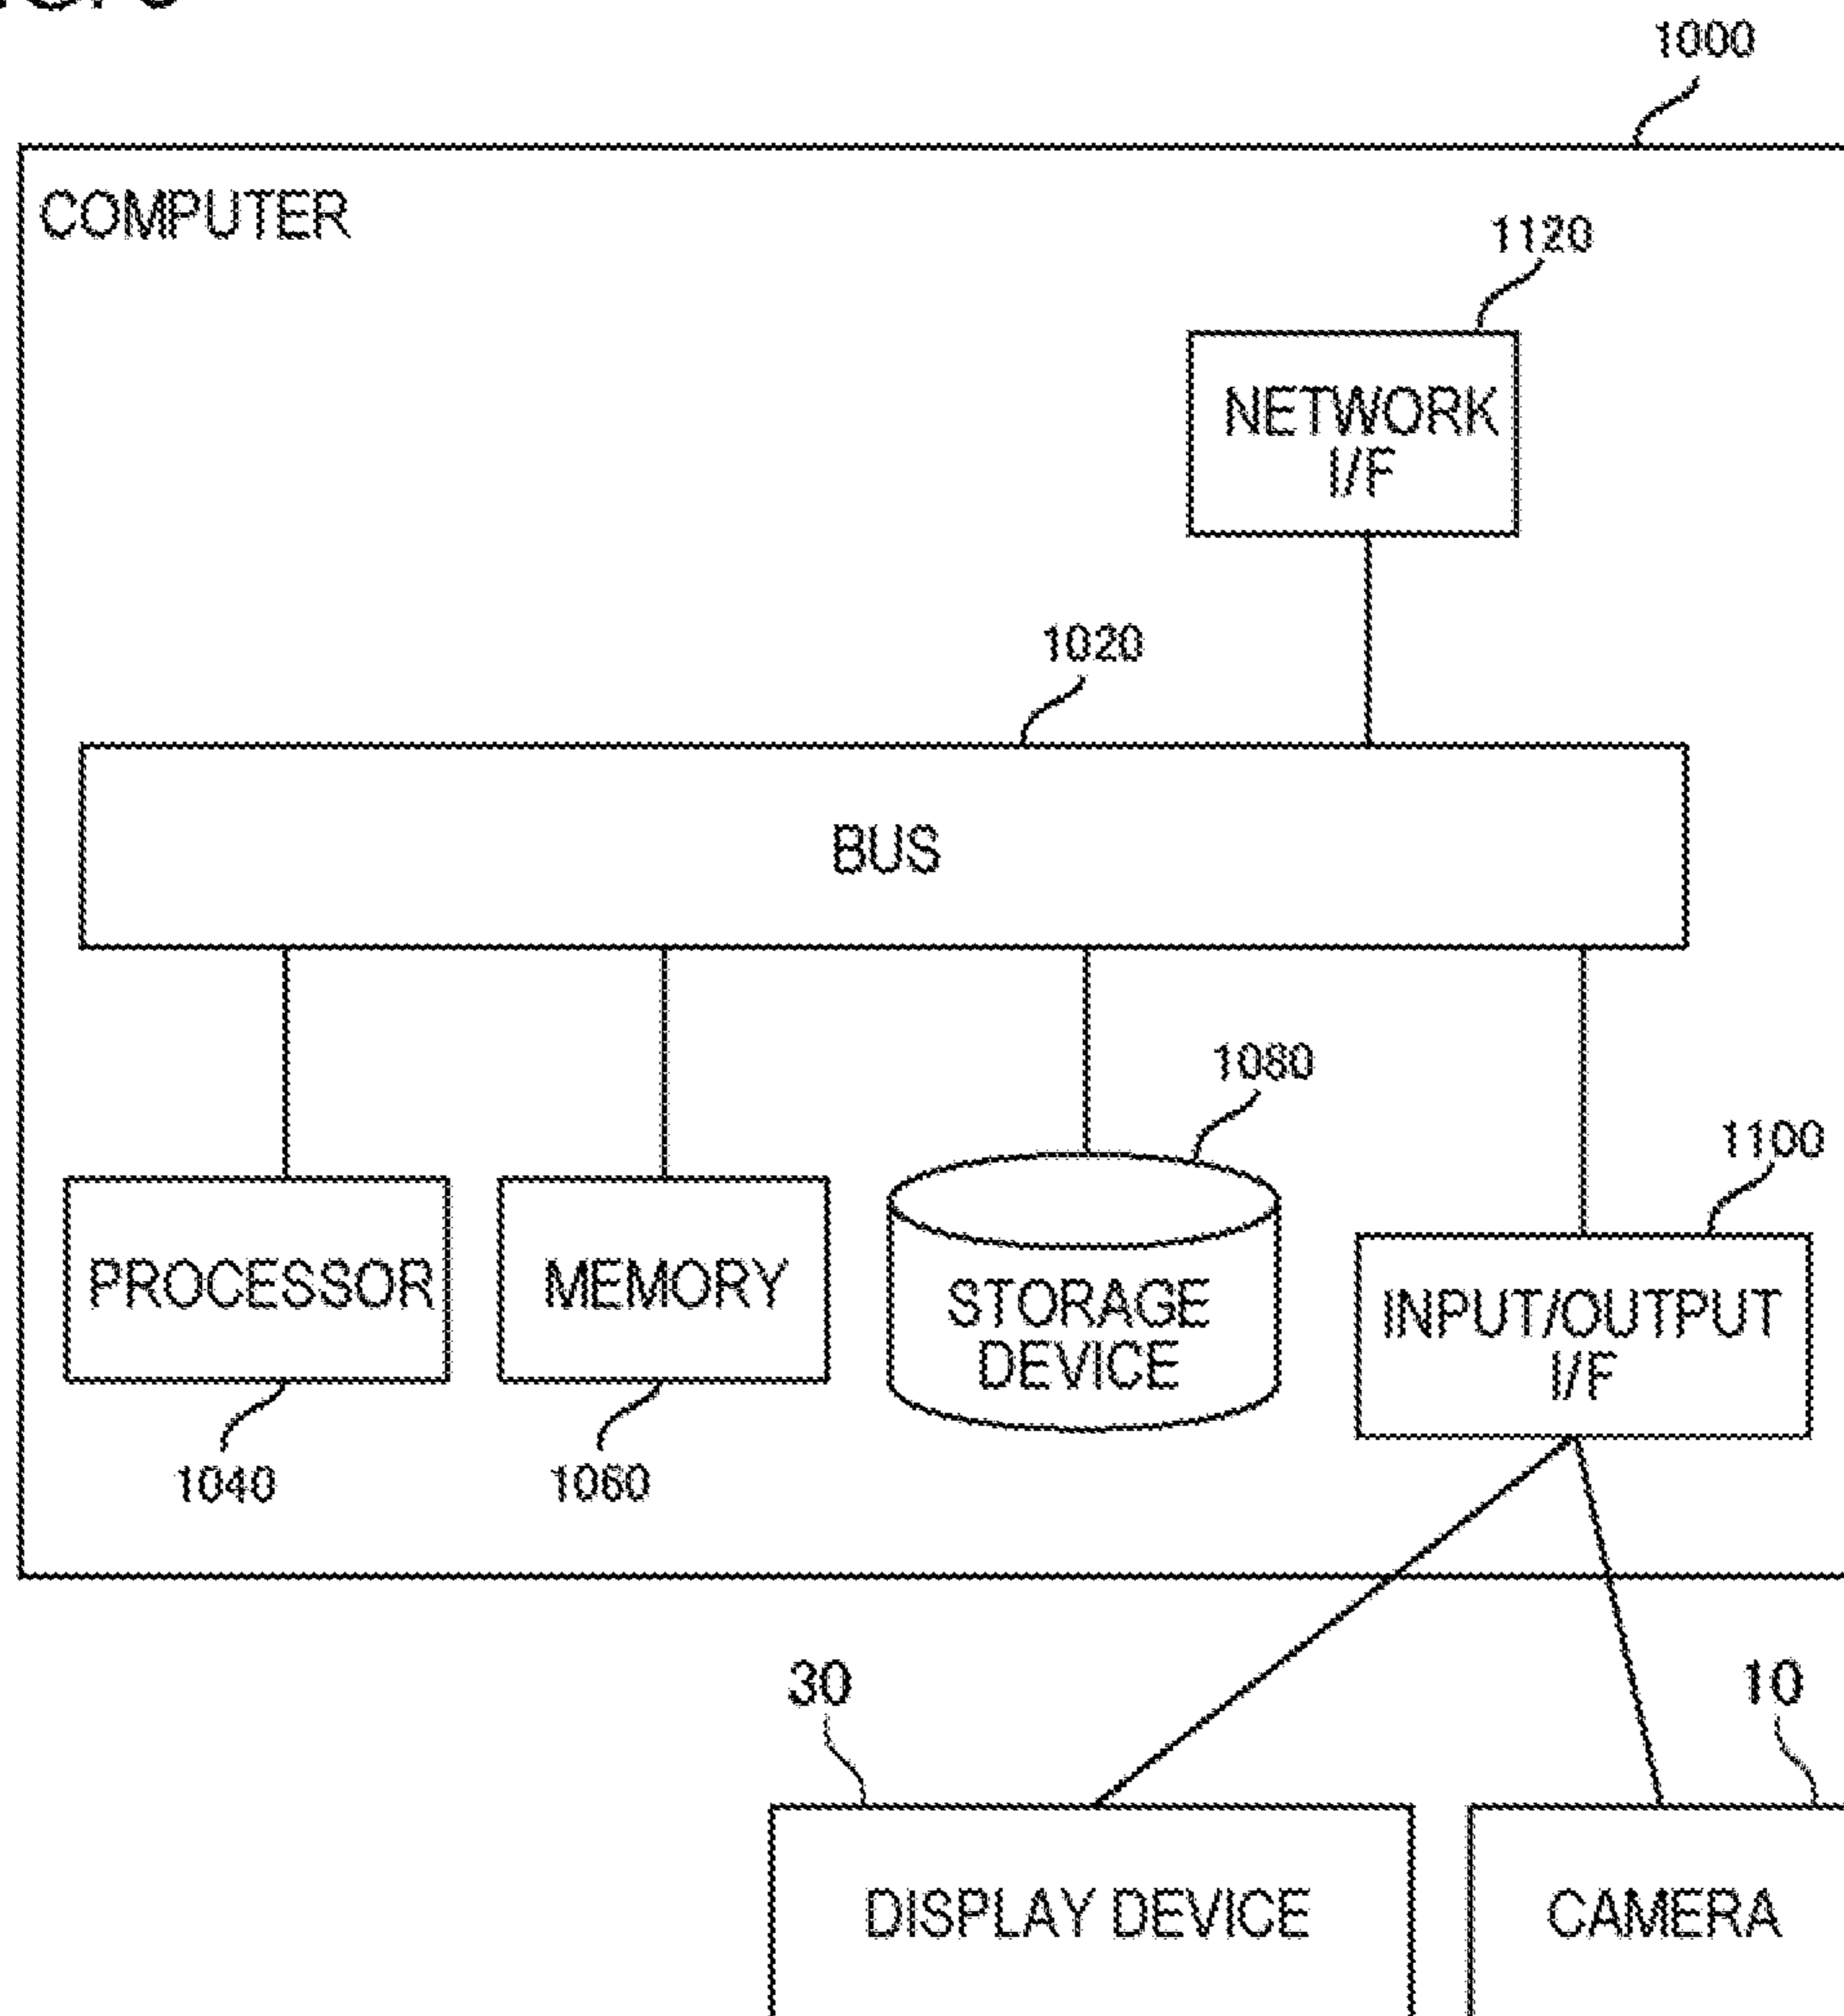 1000
COMPUTER
1120
NETWORK
I/F
1020
BUS
1080
1100
PROCESSOR
MEMORY
STORAGE
DEVICE
INPUT/OUTPUT
I/F
1040
1060
30
10
DISPLAY DEVICE
CAMERA